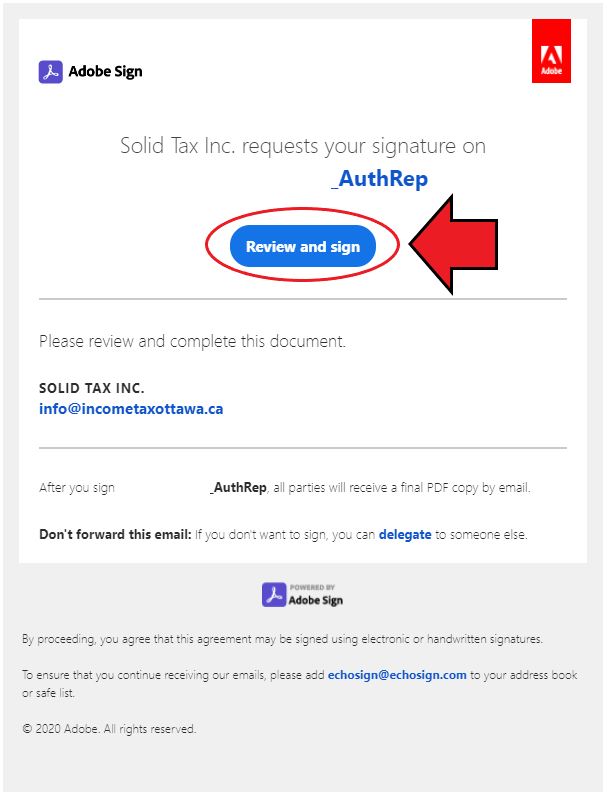 Adobe Sign
Adobe
Solid Tax Inc. requests your signature on
_AuthRep
Review and sign
Please review and complete this document.
SOLID TAX INC.
info@incometaxottawa.ca
After you sign _AuthRep, all parties will receive a final PDF copy by email.
Don't forward this email: If you don't want to sign, you can delegate to someone else.
POWERED BY
Adobe Sign
By proceeding, you agree that this agreement may be signed using electronic or handwritten signatures.
To ensure that you continue receiving our emails, please add echosign@echosign.com to your address book
or safe list.
© 2020 Adobe. All rights reserved.